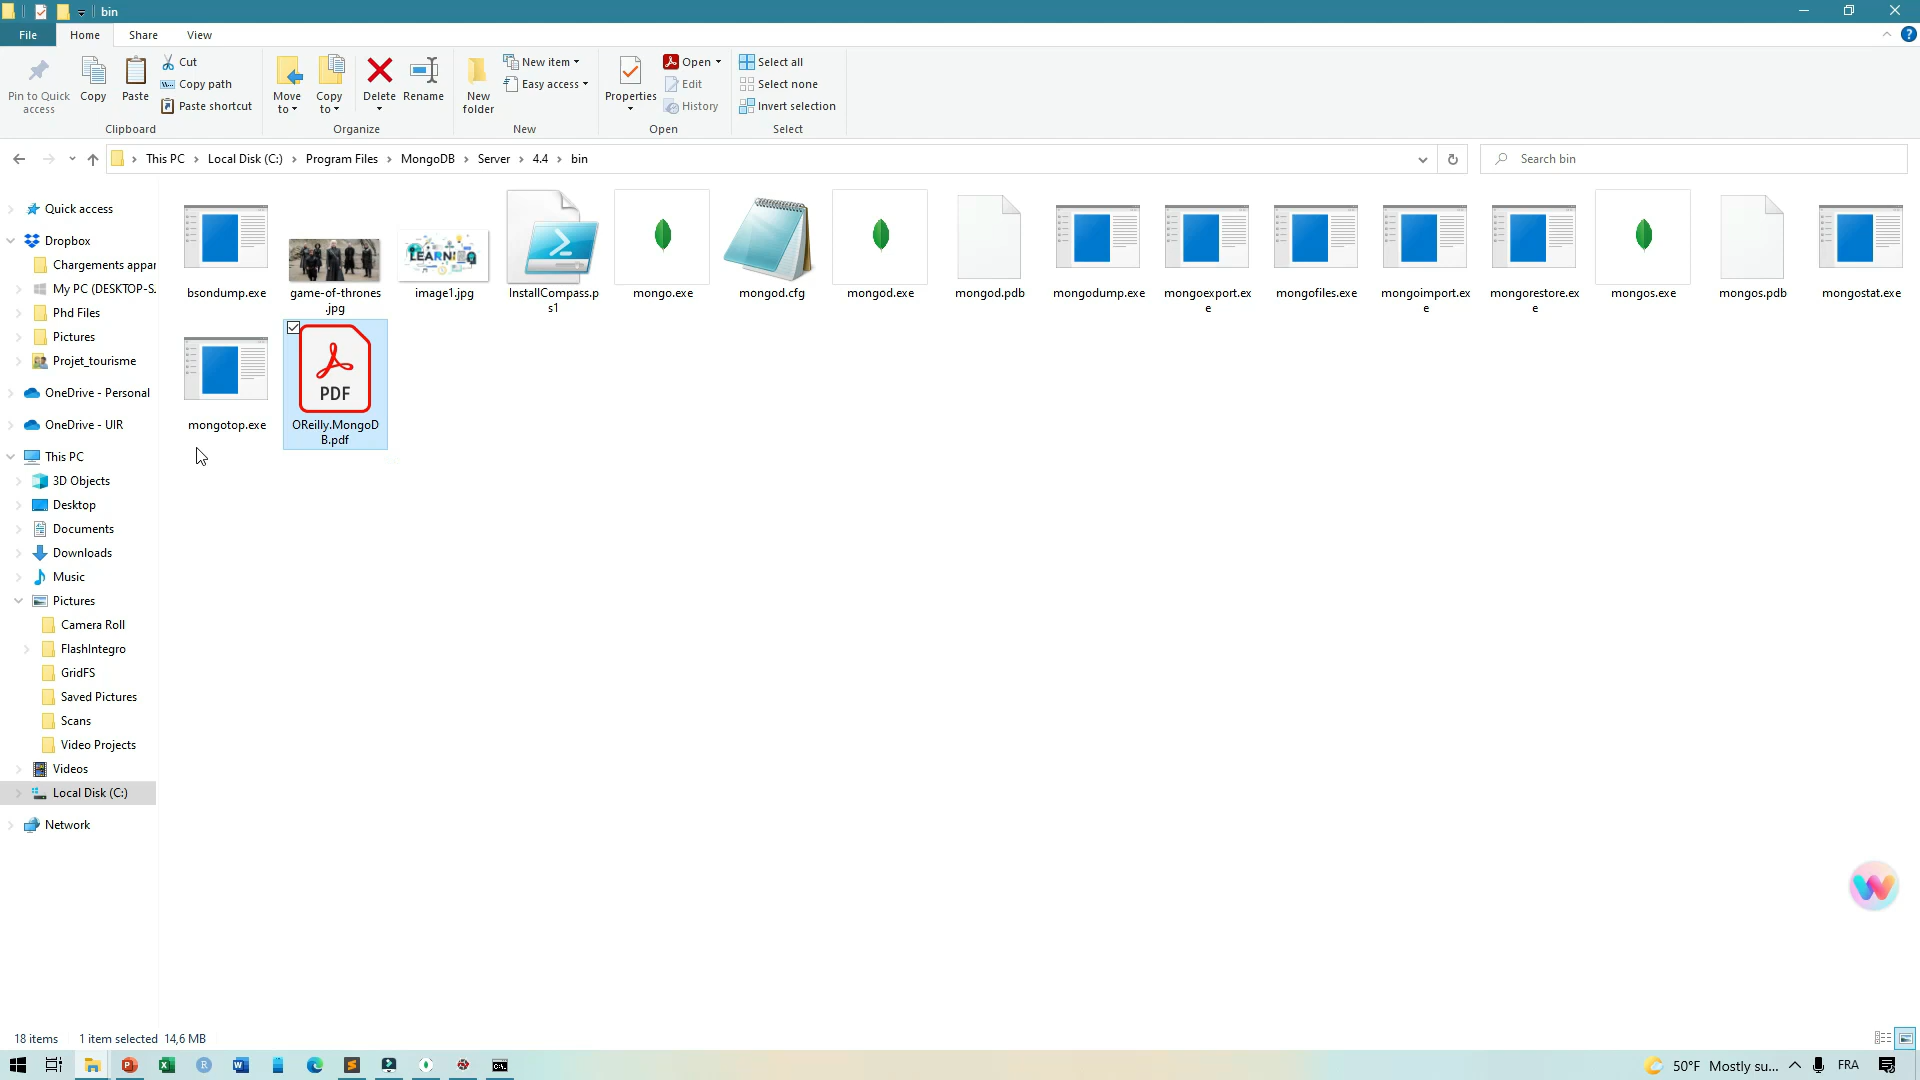 bin
File
Home
Share
View
Pin to Quick
access
Copy
Paste
Cut
Copy path
Paste shortcut
Clipboard
Move
to
Copy
to
Delete
Rename
Organize
New
folder
New item
Easy access
New
Properties
Open
Edit
History
Open
Select all
Select none
Invert selection
Select
This PC
Local Disk (C:)
Program Files
MongoDB
Server
4.4
bin
Search bin
Quick access
Dropbox
Chargements appar
My PC (DESKTOP-S.
Phd Files
Pictures
Projet_tourisme
OneDrive - Personal
OneDrive - UIR
This PC
3D Objects
Desktop
Documents
Downloads
Music
Pictures
Camera Roll
FlashIntegro
GridFS
Saved Pictures
Scans
Video Projects
Videos
Local Disk (C:)
Network
LEARNING
bsondump.exe
game-of-thrones
.jpg
image1.jpg
InstallCompass.p
s1
mongo.exe
mongod.cfg
mongod.exe
mongod.pdb
mongodump.exe
mongoexport.ex
e
mongofiles.exe
mongoimport.ex
e
mongorestore.ex
e
mongos.exe
mongos.pdb
mongostat.exe
mongotop.exe
PDF
OReilly.MongoD
B.pdf
18 items
1 item selected 14,6 MB
50°F Mostly su...
FRA